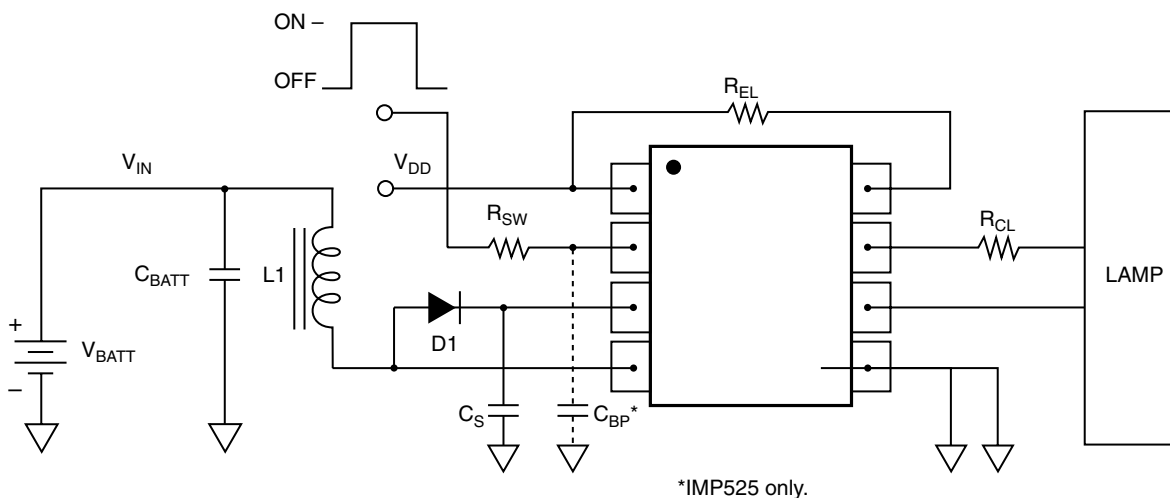 ON –
OFF
R_EL
V_IN
V_DD
R_SW
R_CL
C_BATT
L1
LAMP
+
D1
V_BATT
–
C_S
C_BP*
*IMP525 only.